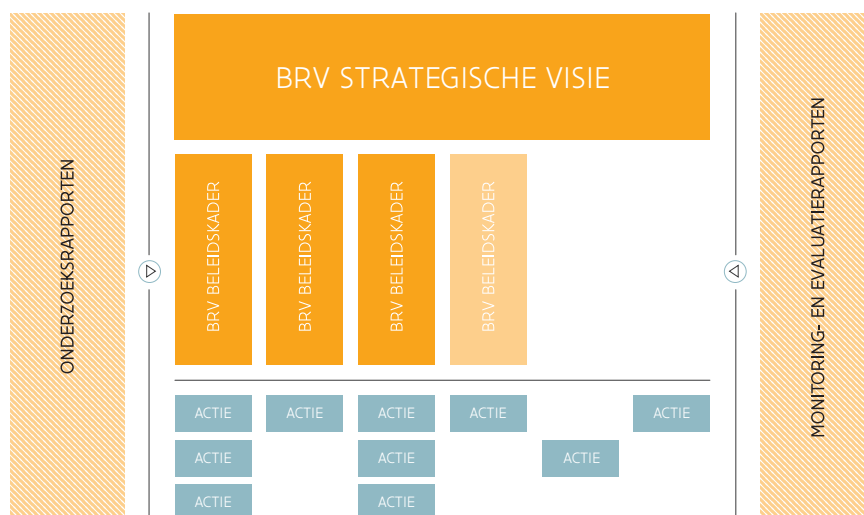 BRV STRATEGISCHE VISIE
ONDERZOEKSRAPPORTEN
BRV BELEIDSKADER
BRV BELEIDSKADER
BRV BELEIDSKADER
BRV BELEIDSKADER
MONITORING- EN EVALUATIERAPPORTEN
ACTIE
ACTIE
ACTIE
ACTIE
ACTIE
ACTIE
ACTIE
ACTIE
ACTIE
ACTIE